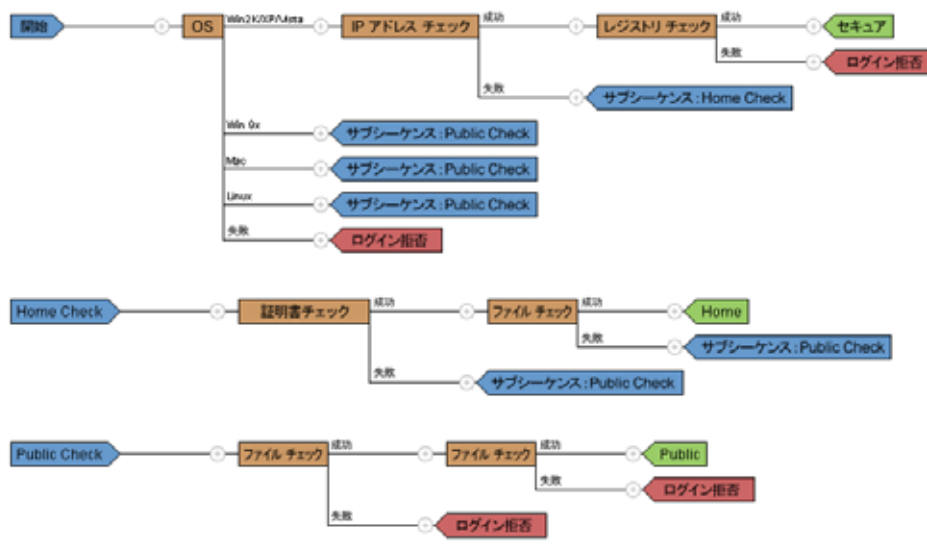 開始
OS
Win2K/XP/Vista
IP アドレス チェック
成功
レジストリ チェック
成功
セキュア
失敗
ログイン拒否
失敗
サブシーケンス:Home Check
Win 9x
サブシーケンス:Public Check
Mac
サブシーケンス:Public Check
Linux
サブシーケンス:Public Check
失敗
ログイン拒否
Home Check
証明書チェック
成功
ファイル チェック
成功
Home
失敗
サブシーケンス:Public Check
失敗
サブシーケンス:Public Check
Public Check
ファイル チェック
成功
ファイル チェック
成功
Public
失敗
ログイン拒否
失敗
ログイン拒否